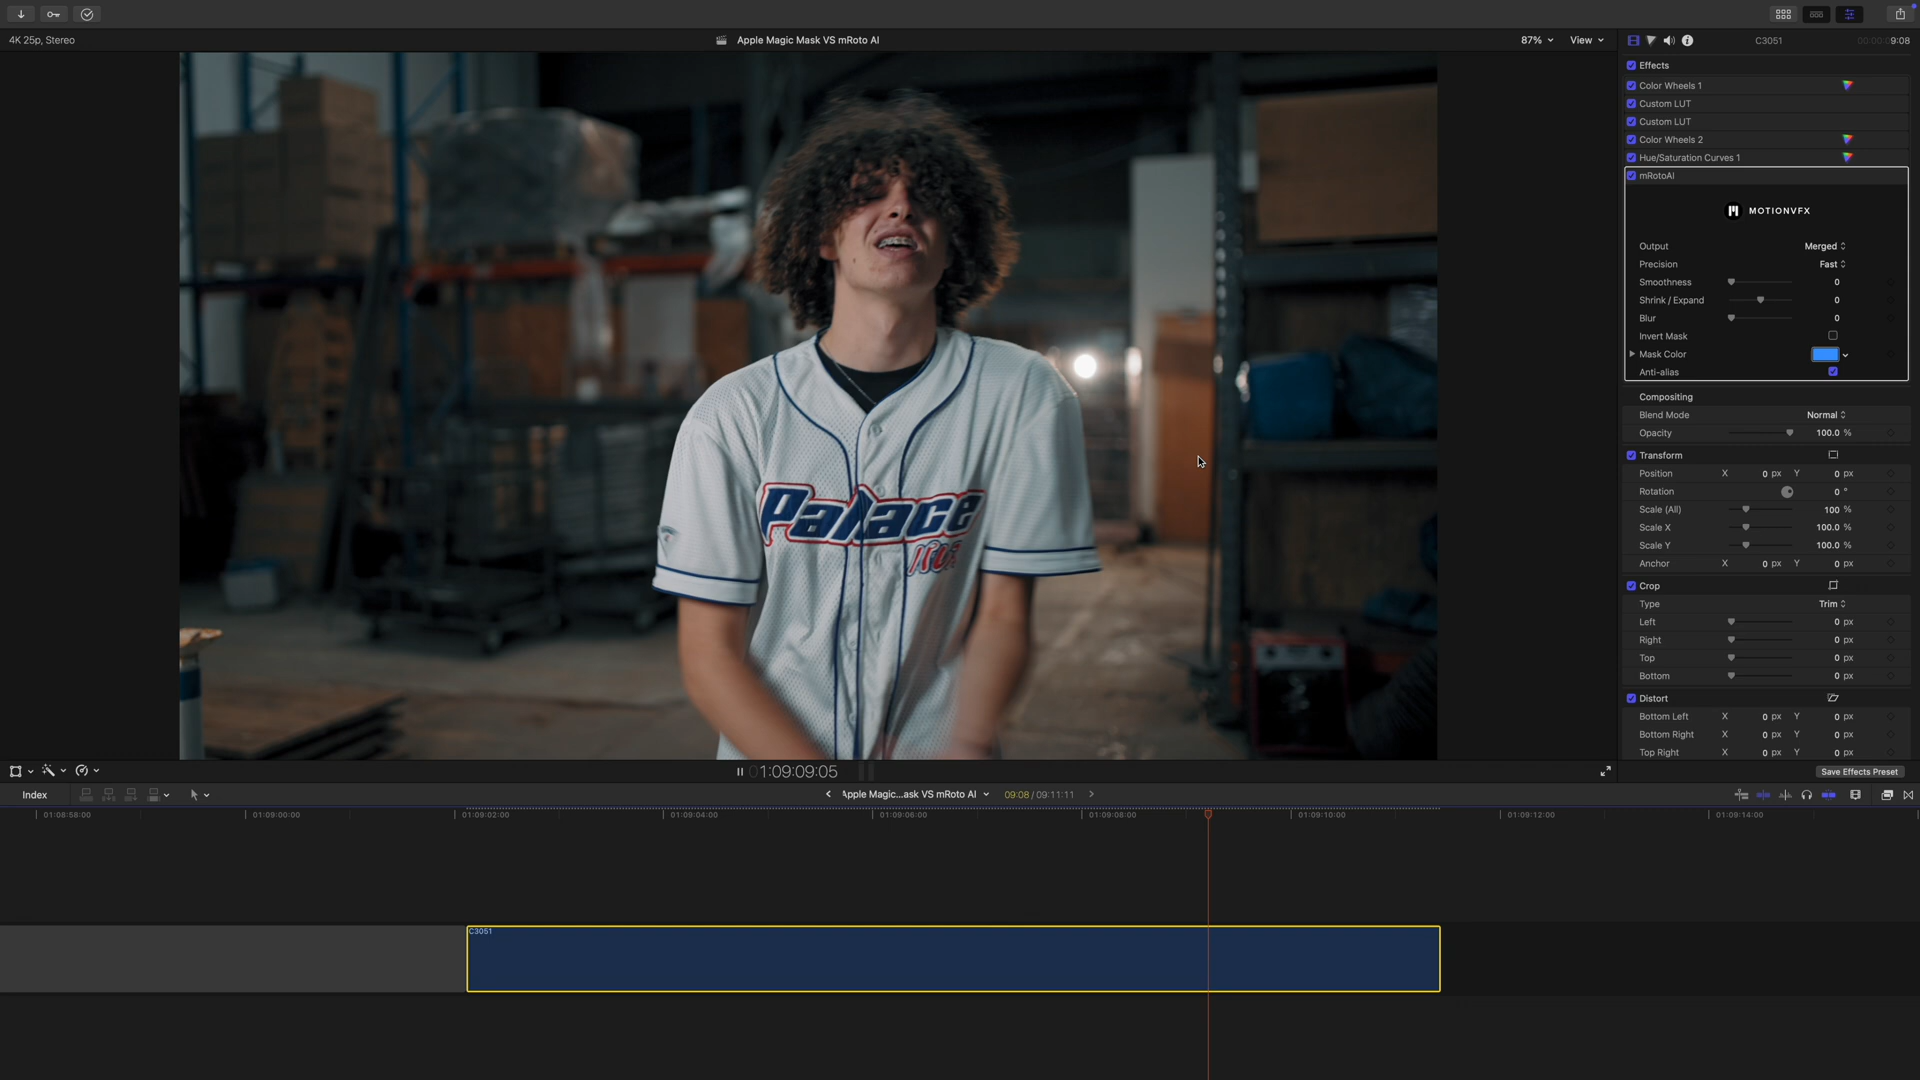 4K 25p, Stereo
Apple Magic Mask VS mRoto AI
87%
View
C3051
00:00:09:08
Effects
Color Wheels 1
Custom LUT
Custom LUT
Color Wheels 2
Hue/Saturation Curves 1
mRotoAI
MOTIONVFX
Output Merged
Precision Fast
Smoothness 0
Shrink / Expand 0
Blur 0
Invert Mask
Mask Color
Anti-alias
Compositing
Blend Mode Normal
Opacity 100.0 %
Transform
Position X 0 px Y 0 px
Rotation 0 °
Scale (All) 100 %
Scale X 100.0 %
Scale Y 100.0 %
Anchor X 0 px Y 0 px
Crop
Type Trim
Left 0 px
Right 0 px
Top 0 px
Bottom 0 px
Distort
Bottom Left X 0 px Y 0 px
Bottom Right X 0 px Y 0 px
Top Right X 0 px Y 0 px
Save Effects Preset
Palace
01:09:09:05
Index
Apple Magic...ask VS mRoto AI
09:08 / 09:11:11
01:08:58:00
01:09:00:00
01:09:02:00
01:09:04:00
01:09:06:00
01:09:08:00
01:09:10:00
01:09:12:00
01:09:14:00
C3051